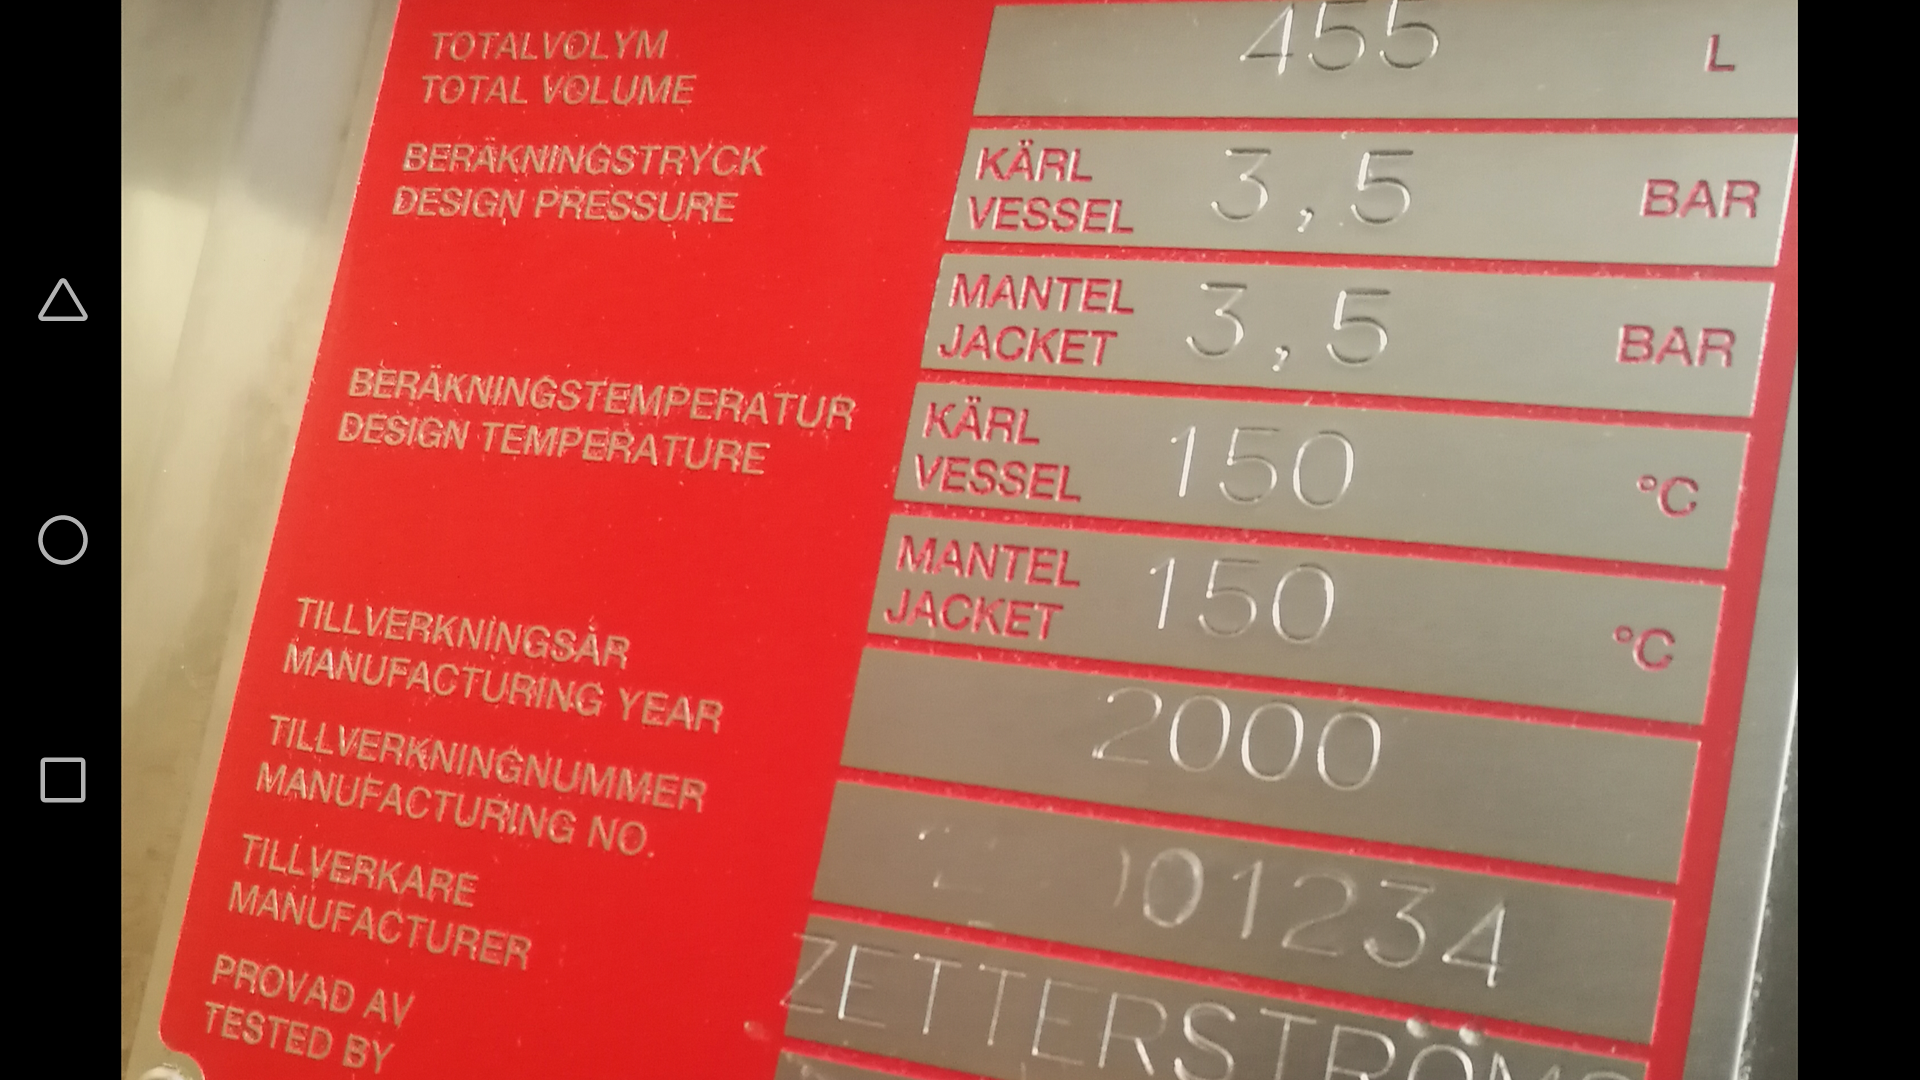 TOTALVOLYM
TOTAL VOLUME
455 L
BERÄKNINGSTRYCK
DESIGN PRESSURE
KÄRL
VESSEL
3,5 BAR
MANTEL
JACKET
3,5 BAR
BERÄKNINGSTEMPERATUR
DESIGN TEMPERATURE
KÄRL
VESSEL
150 °C
MANTEL
JACKET
150 °C
TILLVERKNINGSÅR
MANUFACTURING YEAR
2000
TILLVERKNINGNUMMER
MANUFACTURING NO.
01234
TILLVERKARE
MANUFACTURER
PROVAD AV
TESTED BY